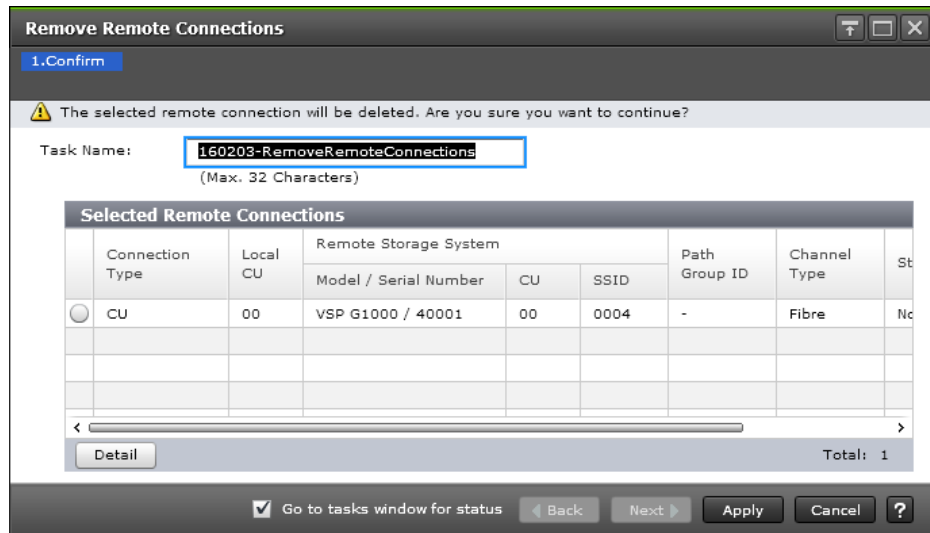 Remove Remote Connections
1.Confirm
The selected remote connection will be deleted. Are you sure you want to continue?
Task Name: 160203-RemoveRemoteConnections
(Max. 32 Characters)
Selected Remote Connections
Connection Type Local CU Remote Storage System Path Group ID Channel Type St
Model / Serial Number CU SSID
CU 00 VSP G1000 / 40001 00 0004 - Fibre No
Detail Total: 1
Go to tasks window for status Back Next Apply Cancel ?